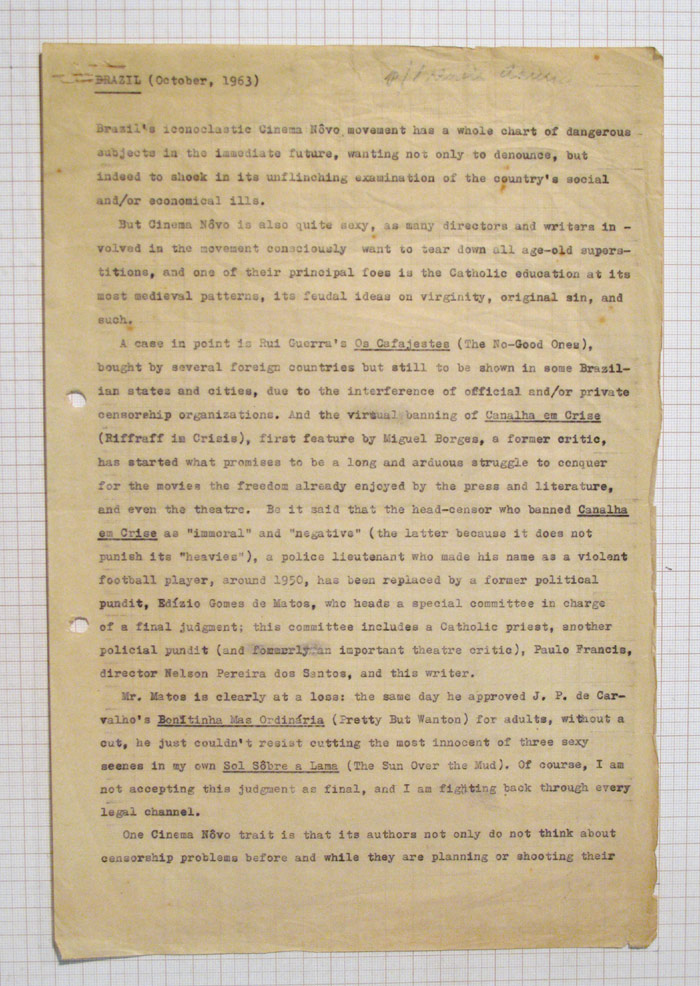 BRAZIL (October, 1963)
Brazil's iconoclastic Cinema Nôvo movement has a whole chart of dangerous
subjects in the immediate future, wanting not only to denounce, but
indeed to shock in its unflinching examination of the country's social
and/or economical ills.
But Cinema Nôvo is also quite sexy, as many directors and writers in -
volved in the movement consciously want to tear down all age-old supers-
titions, and one of their principal foes is the Catholic education at its
most medieval patterns, its feudal ideas on virginity, original sin, and
such.
A case in point is Rui Guerra's Os Cafajestes (The No-Good Ones),
bought by several foreign countries but still to be shown in some Brazil-
ian states and cities, due to the interference of official and/or private
censorship organizations. And the virtual banning of Canalha em Crise
(Riffraff in Crisis), first feature by Miguel Borges, a former critic,
has started what promises to be a long and arduous struggle to conquer
for the movies the freedom already enjoyed by the press and literature,
and even the theatre. Be it said that the head-censor who banned Canalha
em Crise as "immoral" and "negative" (the latter because it does not
punish its "heavies"), a police lieutenant who made his name as a violent
football player, around 1950, has been replaced by a former political
pundit, Edízio Gomes de Matos, who heads a special committee in charge
of a final judgment; this committee includes a Catholic priest, another
policial pundit (and formerly an important theatre critic), Paulo Francis,
director Nelson Pereira dos Santos, and this writer.
Mr. Matos is clearly at a loss: the same day he approved J. P. de Car-
valho's Bonitinha Mas Ordinária (Pretty But Wanton) for adults, without a
cut, he just couldn't resist cutting the most innocent of three sexy
scenes in my own Sol Sôbre a Lama (The Sun Over the Mud). Of course, I am
not accepting this judgment as final, and I am fighting back through every
legal channel.
One Cinema Nôvo trait is that its authors not only do not think about
censorship problems before and while they are planning or shooting their